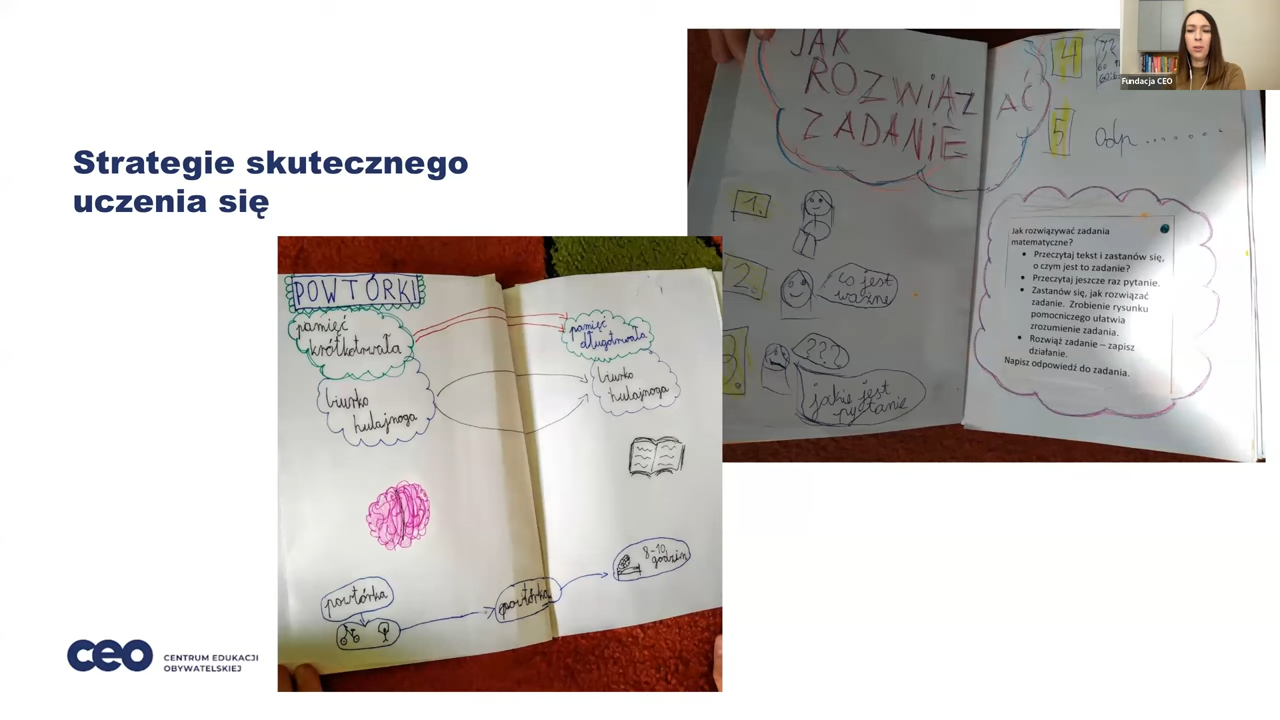 Strategie skutecznego
uczenia się
POWTÓRKI
pamięć
krótkotrwała
biurko
hulajnoga
pamięć
długotrwała
biurko
hulajnoga
powtórka
powtórka
8-10
godzin
JAK
ROZWIĄZAĆ
ZADANIE
1.
2.
co jest
ważne
3.
???
jakie jest
pytanie
4
??
5
odp........
Jak rozwiązywać zadania
matematyczne?
• Przeczytaj tekst i zastanów się,
o czym jest to zadanie?
• Przeczytaj jeszcze raz pytanie.
• Zastanów się, jak rozwiązać
zadanie. Zrobienie rysunku
pomocniczego ułatwia
zrozumienie zadania.
• Rozwiąż zadanie – zapisz
działanie.
Napisz odpowiedź do zadania.
Fundacja CEO
ceo CENTRUM EDUKACJI
OBYWATELSKIEJ